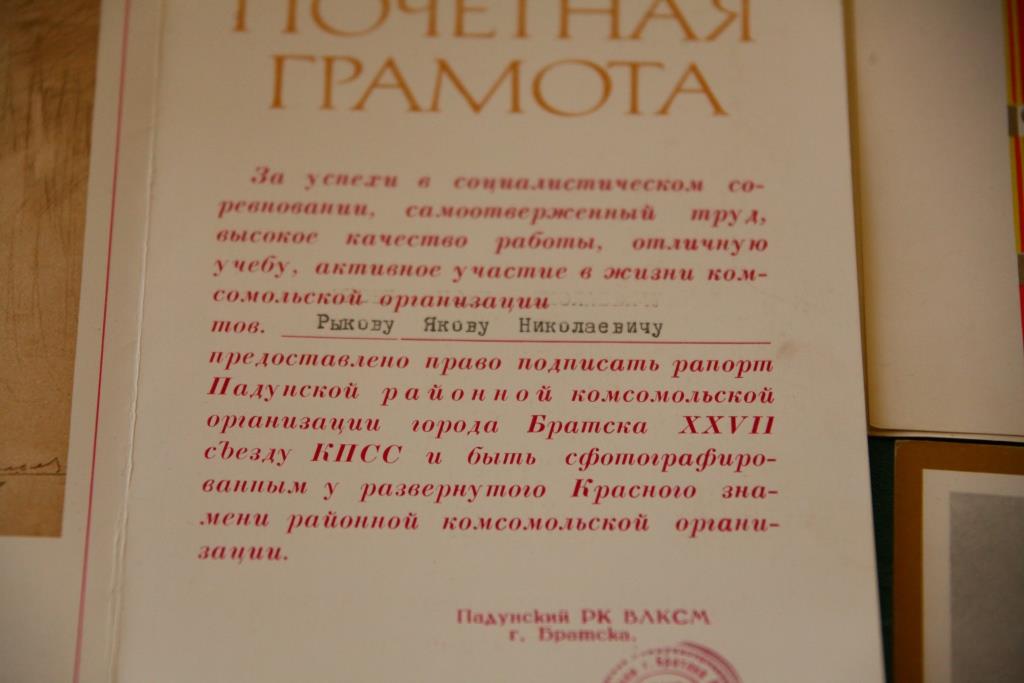 ПОЧЕТНАЯ
ГРАМОТА
За успехи в социалистическом со-
ревновании, самоотверженный труд,
высокое качество работы, отличную
учебу, активное участие в жизни ком-
сомольской организации
тов. Рыкову Якову Николаевичу
предоставлено право подписать рапорт
Падунской районной комсомольской
организации города Братска XXVII
съезду КПСС и быть сфотографиро-
ванным у развернутого Красного зна-
мени районной комсомольской органи-
зации.
Падунский РК ВЛКСМ
г. Братска.